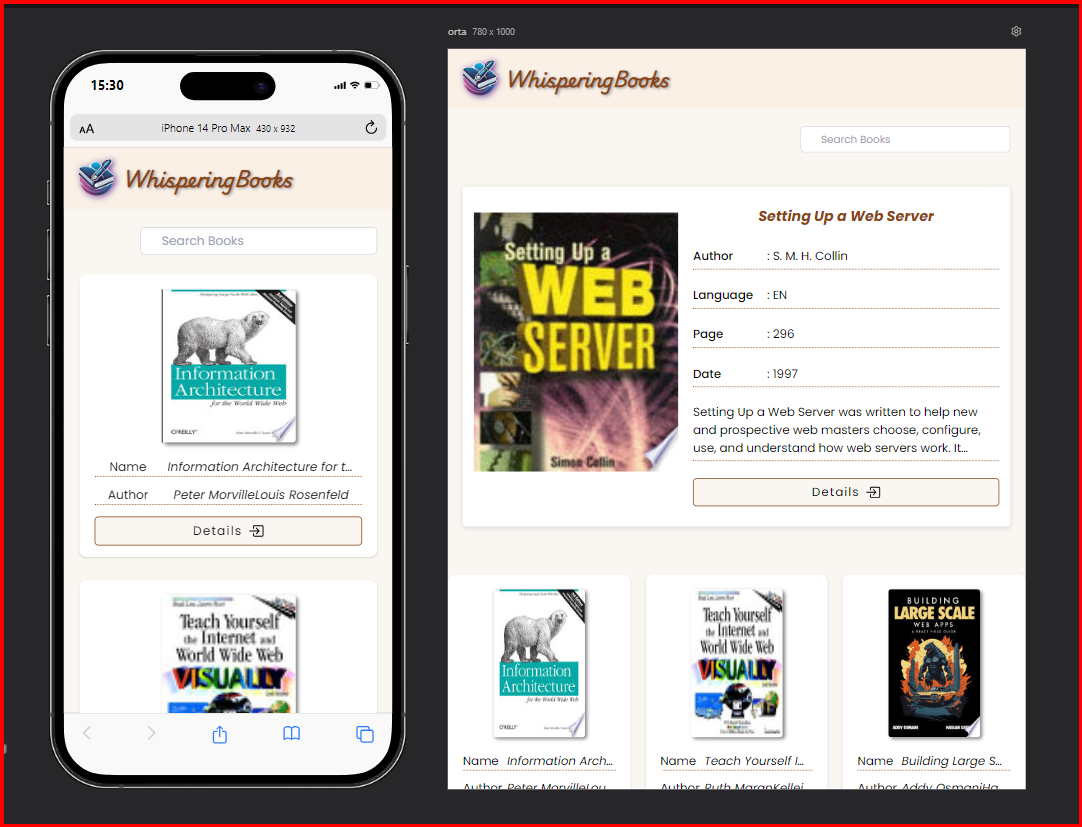 15:30
AA
iPhone 14 Pro Max 430 x 932
WhisperingBooks
Search Books
Information
Architecture
for the World Wide Web
O'REILLY
Name Information Architecture for t...
Author Peter MorvilleLouis Rosenfeld
Details
Teach Yourself
the Internet and
World Wide Web
VISUALLY
orta 780 x 1000
WhisperingBooks
Search Books
Setting Up a
WEB
SERVER
Simon Collin
Setting Up a Web Server
Author : S. M. H. Collin
Language : EN
Page : 296
Date : 1997
Setting Up a Web Server was written to help new
and prospective web masters choose, configure,
use, and understand how web servers work. It...
Details
Information
Architecture
for the World Wide Web
O'REILLY
Name Information Arch...
Author Peter MorvilleLou
Teach Yourself
the Internet and
World Wide Web
VISUALLY
Name Teach Yourself I...
Author Ruth MaranKellei
BUILDING
LARGE SCALE
WEB APPS
A REACT FIELD GUIDE
ADDY OSMANI
Name Building Large S...
Author Addy OsmaniHa